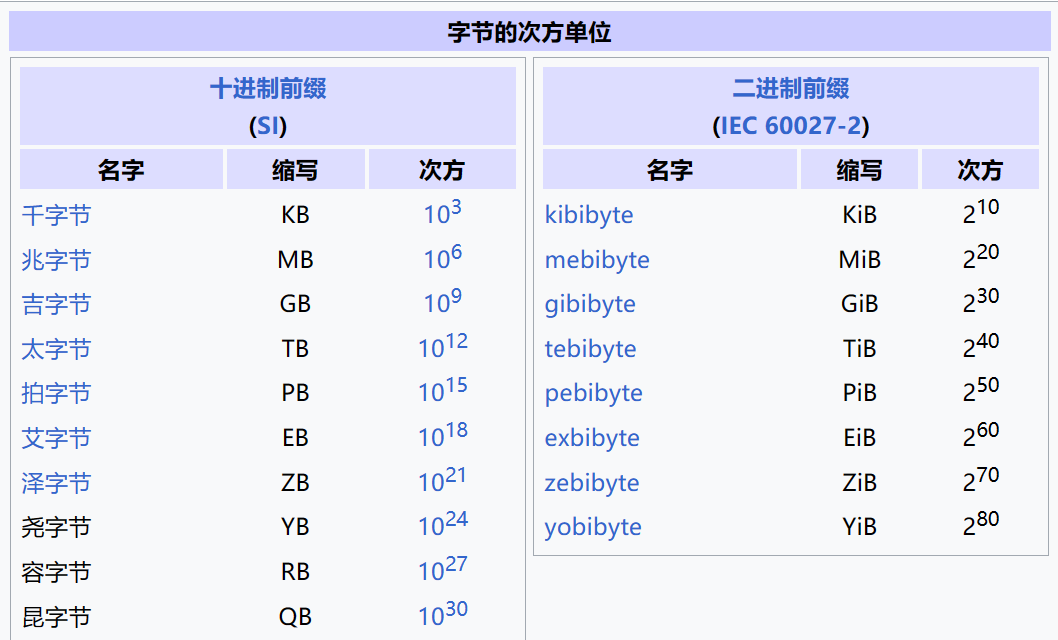 字节的次方单位
十进制前缀
(SI)
名字 缩写 次方
千字节 KB 10³
兆字节 MB 10⁶
吉字节 GB 10⁹
太字节 TB 10¹²
拍字节 PB 10¹⁵
艾字节 EB 10¹⁸
泽字节 ZB 10²¹
尧字节 YB 10²⁴
容字节 RB 10²⁷
昆字节 QB 10³⁰
二进制前缀
(IEC 60027-2)
名字 缩写 次方
kibibyte KiB 2¹⁰
mebibyte MiB 2²⁰
gibibyte GiB 2³⁰
tebibyte TiB 2⁴⁰
pebibyte PiB 2⁵⁰
exbibyte EiB 2⁶⁰
zebibyte ZiB 2⁷⁰
yobibyte YiB 2⁸⁰